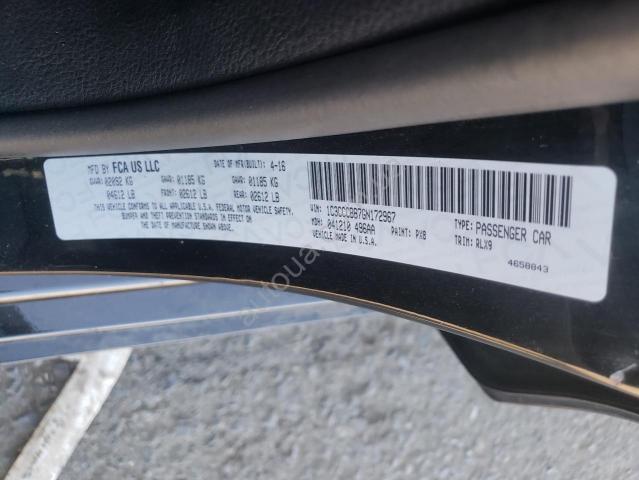 MFD BY FCA US LLC DATE OF MFR(BUILT): 4-16
GVWR: 02092 KG GAWR: 01185 KG GAWR: 01185 KG
04612 LB FRONT: 02612 LB REAR: 02612 LB
THIS VEHICLE CONFORMS TO ALL APPLICABLE U.S.A. FEDERAL MOTOR VEHICLE SAFETY,
BUMPER AND THEFT PREVENTION STANDARDS IN EFFECT ON THE
DATE OF MANUFACTURE SHOWN ABOVE.
VIN: 1C3CCCBB7GN172967 TYPE: PASSENGER CAR
MDH: 041210 496AA PAINT: PX8 TRIM: RLX9
VEHICLE MADE IN U.S.A. 4658843